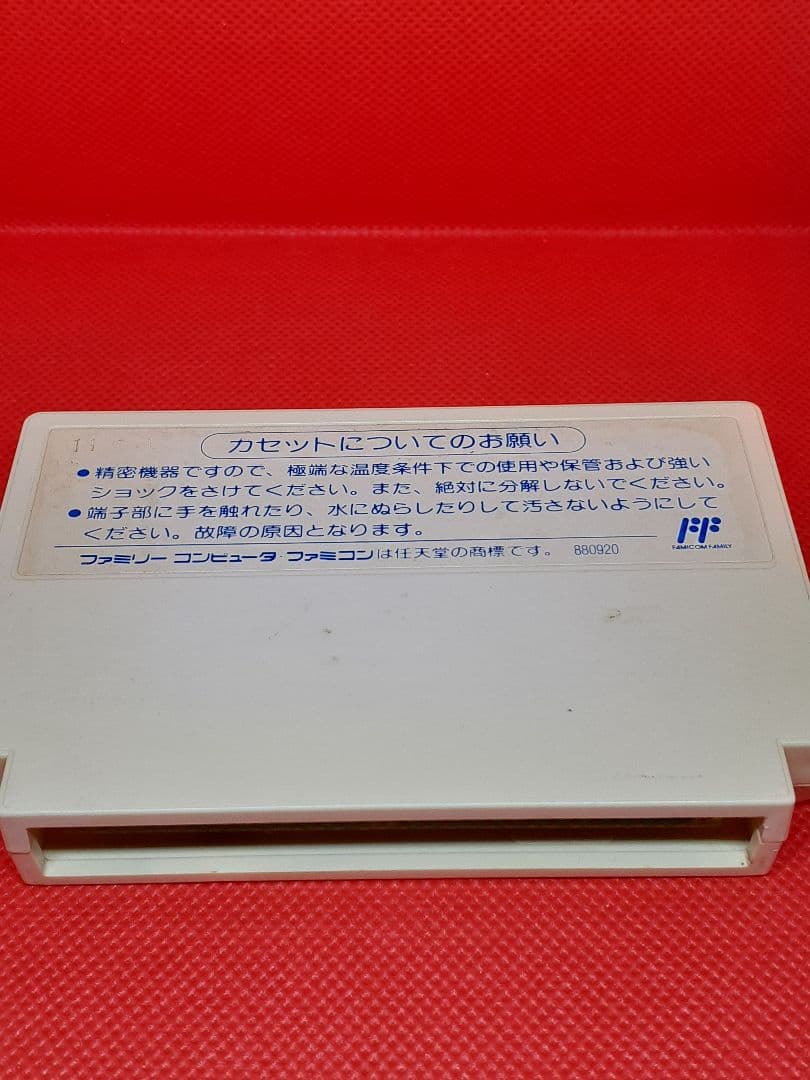 11
カセットについてのお願い
●精密機器ですので、極端な温度条件下での使用や保管および強い
ショックをさけてください。また、絶対に分解しないでください。
●端子部に手を触れたり、水にぬらしたりして汚さないようにして
ください。故障の原因となります。
FAMICOM FAMILY
ファミリー コンピュータ・ファミコンは任天堂の商標です。 880920